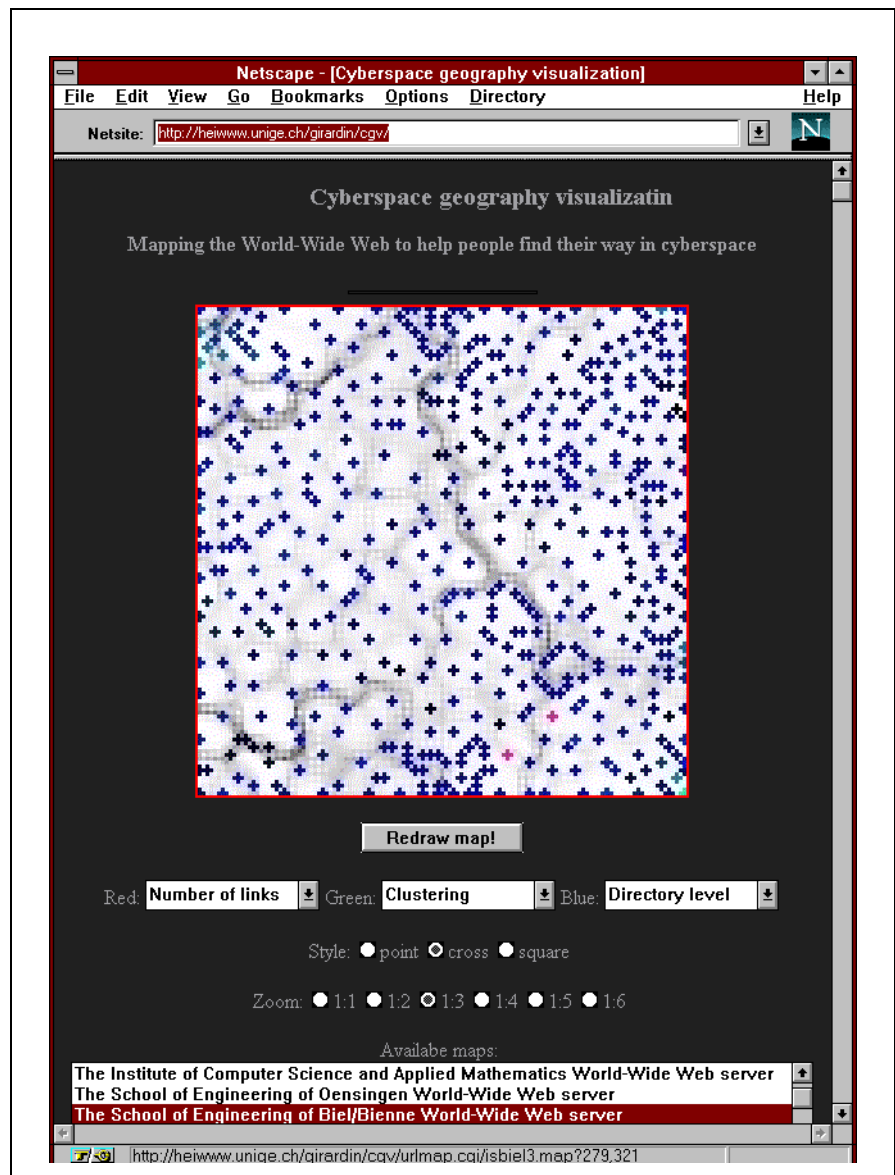 Netscape - [Cyberspace geography visualization]
File Edit View Go Bookmarks Options Directory Help
Netsite: http://heiwww.unige.ch/girardin/cgv/
N
Cyberspace geography visualizatin
Mapping the World-Wide Web to help people find their way in cyberspace
Redraw map!
Red: Number of links Green: Clustering Blue: Directory level
Style: point cross square
Zoom: 1:1 1:2 1:3 1:4 1:5 1:6
Availabe maps:
The Institute of Computer Science and Applied Mathematics World-Wide Web server
The School of Engineering of Oensingen World-Wide Web server
The School of Engineering of Biel/Bienne World-Wide Web server
http://heiwww.unige.ch/girardin/cgv/urlmap.cgi/isbiel3.map?279,321